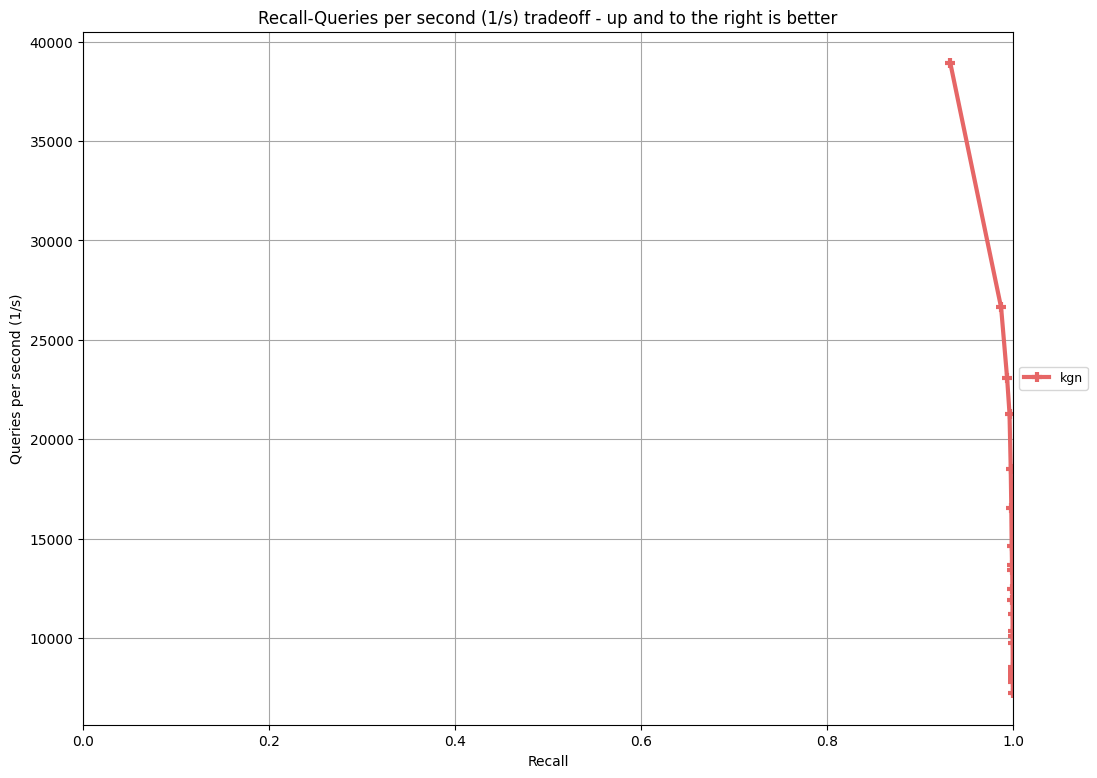 Recall-Queries per second (1/s) tradeoff - up and to the right is better
40000
35000
30000
25000
20000
15000
10000
Queries per second (1/s)
kgn
0.0 0.2 0.4 0.6 0.8 1.0
Recall